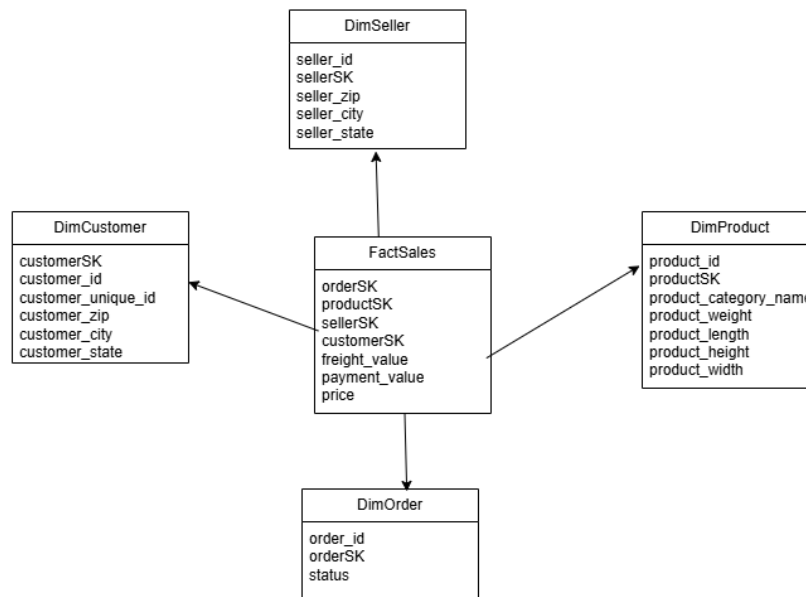 DimSeller
seller_id
sellerSK
seller_zip
seller_city
seller_state
DimCustomer
customerSK
customer_id
customer_unique_id
customer_zip
customer_city
customer_state
FactSales
orderSK
productSK
sellerSK
customerSK
freight_value
payment_value
price
DimProduct
product_id
productSK
product_category_name
product_weight
product_length
product_height
product_width
DimOrder
order_id
orderSK
status